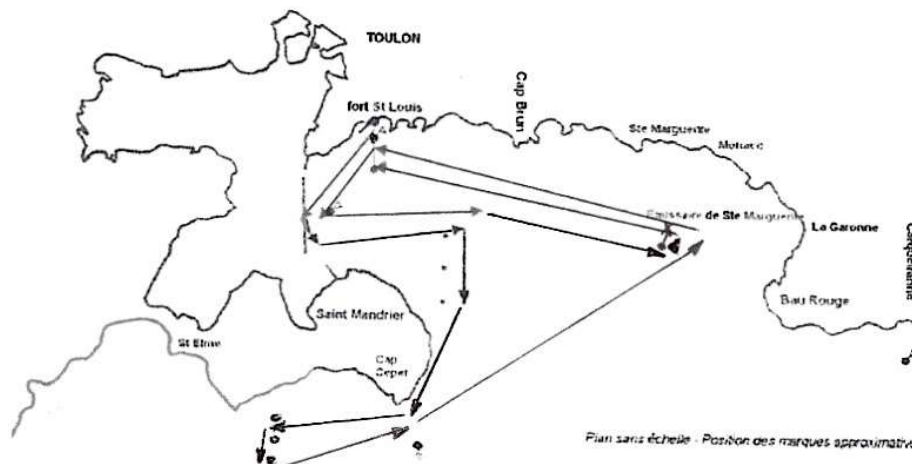 TOULON
fort St Louis
Cap Brun
Ste Marguerite
Emissaire de Ste Marguerite
La Garonne
Bau Rouge
Saint Mandrier
St Elme
Cap
Cepet
Plan sans échelle - Position des marques approximative